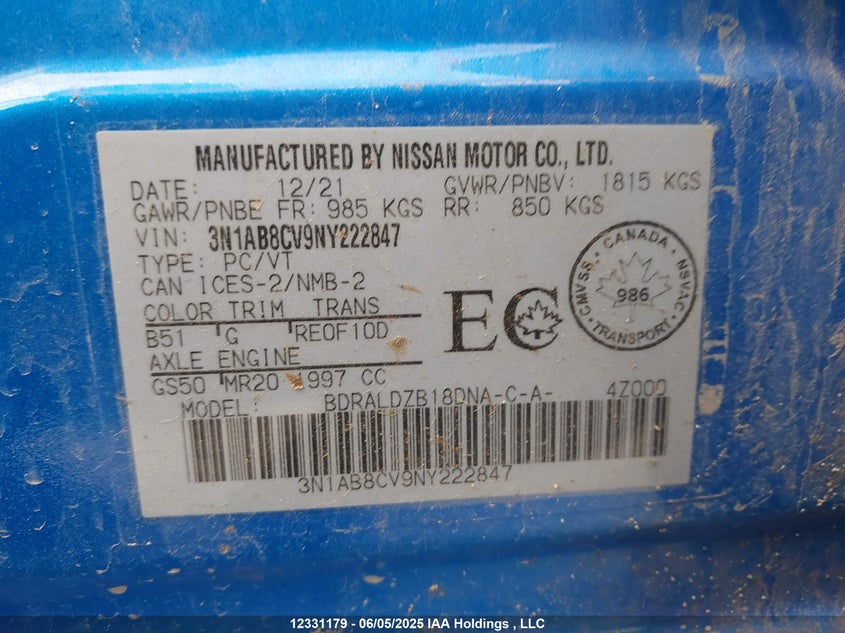 MANUFACTURED BY NISSAN MOTOR CO., LTD.
DATE: 12/21 GVWR/PNBV: 1815 KGS
GAWR/PNBE FR: 985 KGS RR: 850 KGS
VIN: 3N1AB8CV9NY222847
TYPE: PC/VT
CAN ICES-2/NMB-2
COLOR TRIM TRANS
B51 G RE0F10D
AXLE ENGINE
GS50 MR20 1997 CC
MODEL: BDRALDZB18DNA-C-A- 4Z000
3N1AB8CV9NY222847
EC
CANADA
CMVSS
NSVAC
986
TRANSPORT
12331179 - 06/05/2025 IAA Holdings , LLC